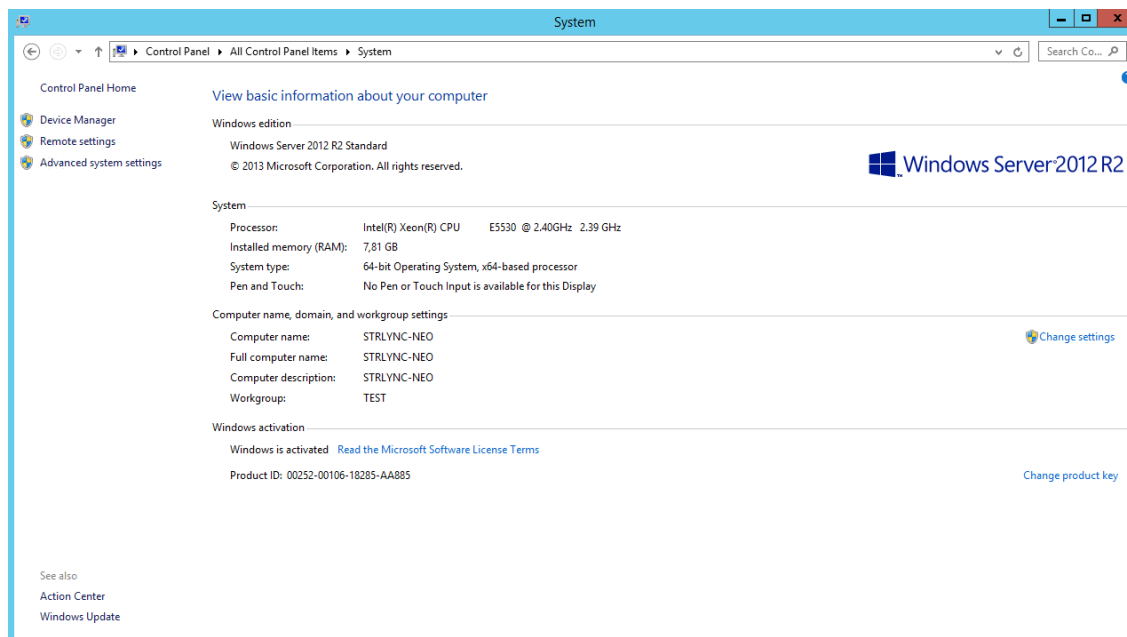 System
Control Panel All Control Panel Items System
Search Co...
Control Panel Home
Device Manager
Remote settings
Advanced system settings
View basic information about your computer
Windows edition
Windows Server 2012 R2 Standard
© 2013 Microsoft Corporation. All rights reserved.
Windows Server 2012 R2
System
Processor: Intel(R) Xeon(R) CPU E5530 @ 2.40GHz 2.39 GHz
Installed memory (RAM): 7,81 GB
System type: 64-bit Operating System, x64-based processor
Pen and Touch: No Pen or Touch Input is available for this Display
Computer name, domain, and workgroup settings
Computer name: STRLYNC-NEO
Change settings
Full computer name: STRLYNC-NEO
Computer description: STRLYNC-NEO
Workgroup: TEST
Windows activation
Windows is activated Read the Microsoft Software License Terms
Product ID: 00252-00106-18285-AA885
Change product key
See also
Action Center
Windows Update